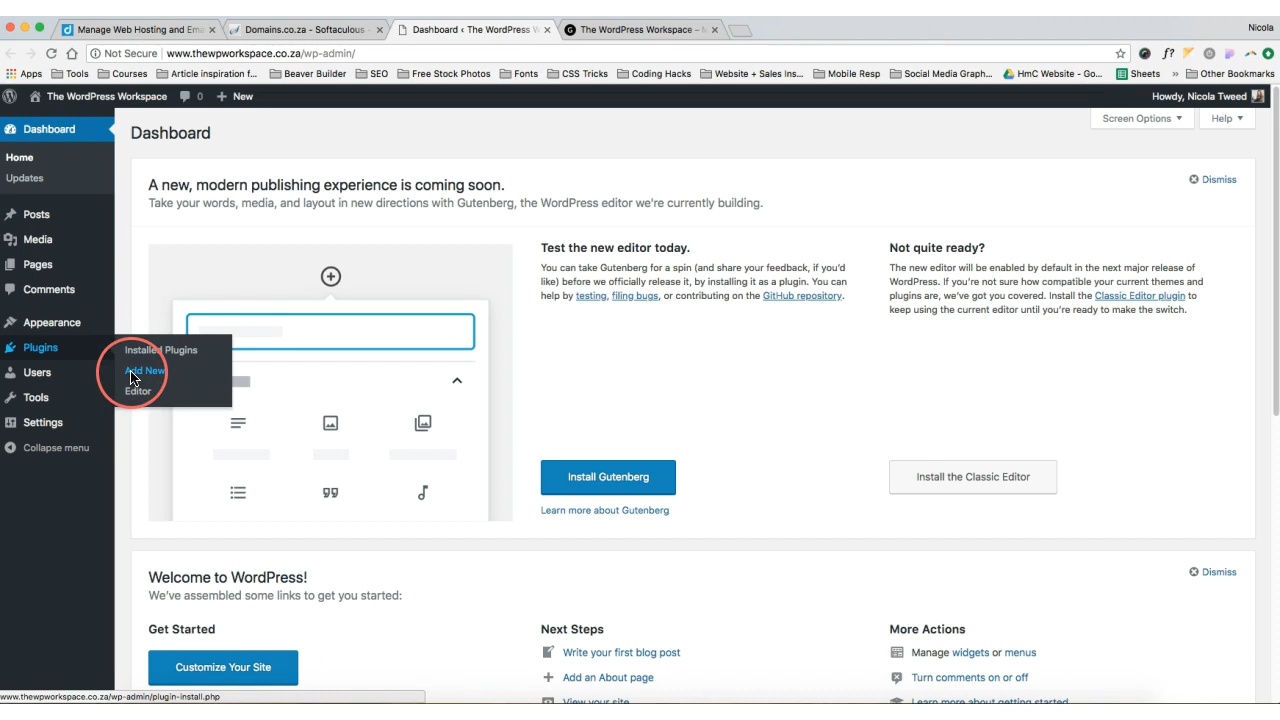 Manage Web Hosting and Ema
Domains.co.za - Softaculous -
Dashboard ‹ The WordPress W
The WordPress Workspace –
Nicola
Not Secure
www.thewpworkspace.co.za/wp-admin/
Apps
Tools
Courses
Article inspiration f...
Beaver Builder
SEO
Free Stock Photos
Fonts
CSS Tricks
Coding Hacks
Website + Sales Ins...
Mobile Resp
Social Media Graph...
HmC Website - Go...
Sheets
»
Other Bookmarks
The WordPress Workspace
0
+ New
Howdy, Nicola Tweed
Dashboard
Home
Updates
Posts
Media
Pages
Comments
Appearance
Plugins
Installed Plugins
Add New
Editor
Users
Tools
Settings
Collapse menu
Dashboard
Screen Options
Help
A new, modern publishing experience is coming soon.
Dismiss
Take your words, media, and layout in new directions with Gutenberg, the WordPress editor we're currently building.
Test the new editor today.
You can take Gutenberg for a spin (and share your feedback, if you'd
like) before we officially release it, by installing it as a plugin. You can
help by testing, filing bugs, or contributing on the GitHub repository.
Install Gutenberg
Learn more about Gutenberg
Not quite ready?
The new editor will be enabled by default in the next major release of
WordPress. If you're not sure how compatible your current themes and
plugins are, we've got you covered. Install the Classic Editor plugin to
keep using the current editor until you're ready to make the switch.
Install the Classic Editor
Welcome to WordPress!
Dismiss
We've assembled some links to get you started:
Get Started
Customize Your Site
Next Steps
Write your first blog post
Add an About page
View your site
More Actions
Manage widgets or menus
Turn comments on or off
Learn more about getting started
www.thewpworkspace.co.za/wp-admin/plugin-install.php